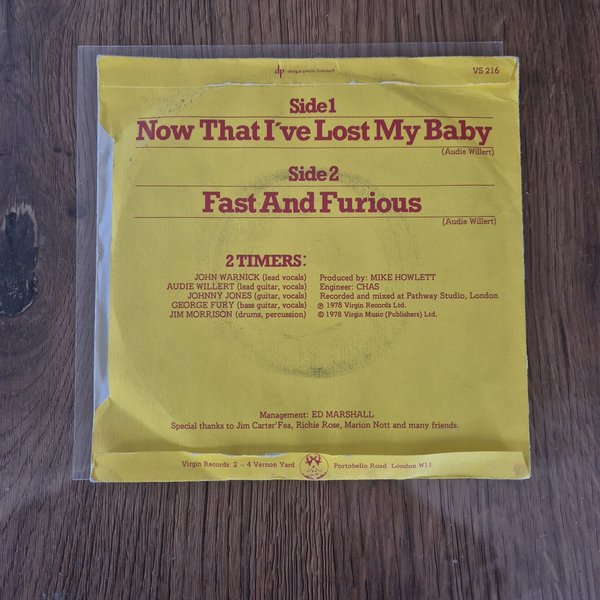 dp delga press limited
VS 216
Side 1
Now That I've Lost My Baby
(Audie Willert)
Side 2
Fast And Furious
(Audie Willert)
2 TIMERS:
JOHN WARNICK (lead vocals)
AUDIE WILLERT (lead guitar, vocals)
JOHNNY JONES (guitar, vocals)
GEORGE FURY (bass guitar, vocals)
JIM MORRISON (drums, percussion)
Produced by: MIKE HOWLETT
Engineer: CHAS
Recorded and mixed at Pathway Studio, London
℗ 1978 Virgin Records Ltd.
© 1978 Virgin Music (Publishers) Ltd.
Management: ED MARSHALL
Special thanks to Jim Carter'Fea, Richie Rose, Marion Nott and many friends.
Virgin Records 2 – 4 Vernon Yard Portobello Road London W11